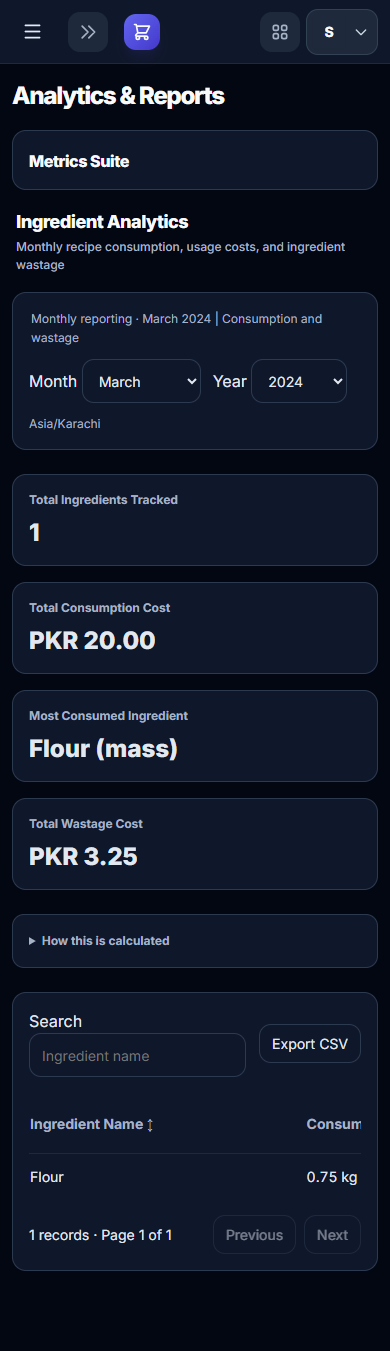 S
Analytics & Reports
Metrics Suite
Ingredient Analytics
Monthly recipe consumption, usage costs, and ingredient
wastage
Monthly reporting · March 2024 | Consumption and
wastage
Month March Year 2024
Asia/Karachi
Total Ingredients Tracked
1
Total Consumption Cost
PKR 20.00
Most Consumed Ingredient
Flour (mass)
Total Wastage Cost
PKR 3.25
How this is calculated
Search
Ingredient name Export CSV
Ingredient Name ↕ Consum
Flour 0.75 kg
1 records · Page 1 of 1 Previous Next